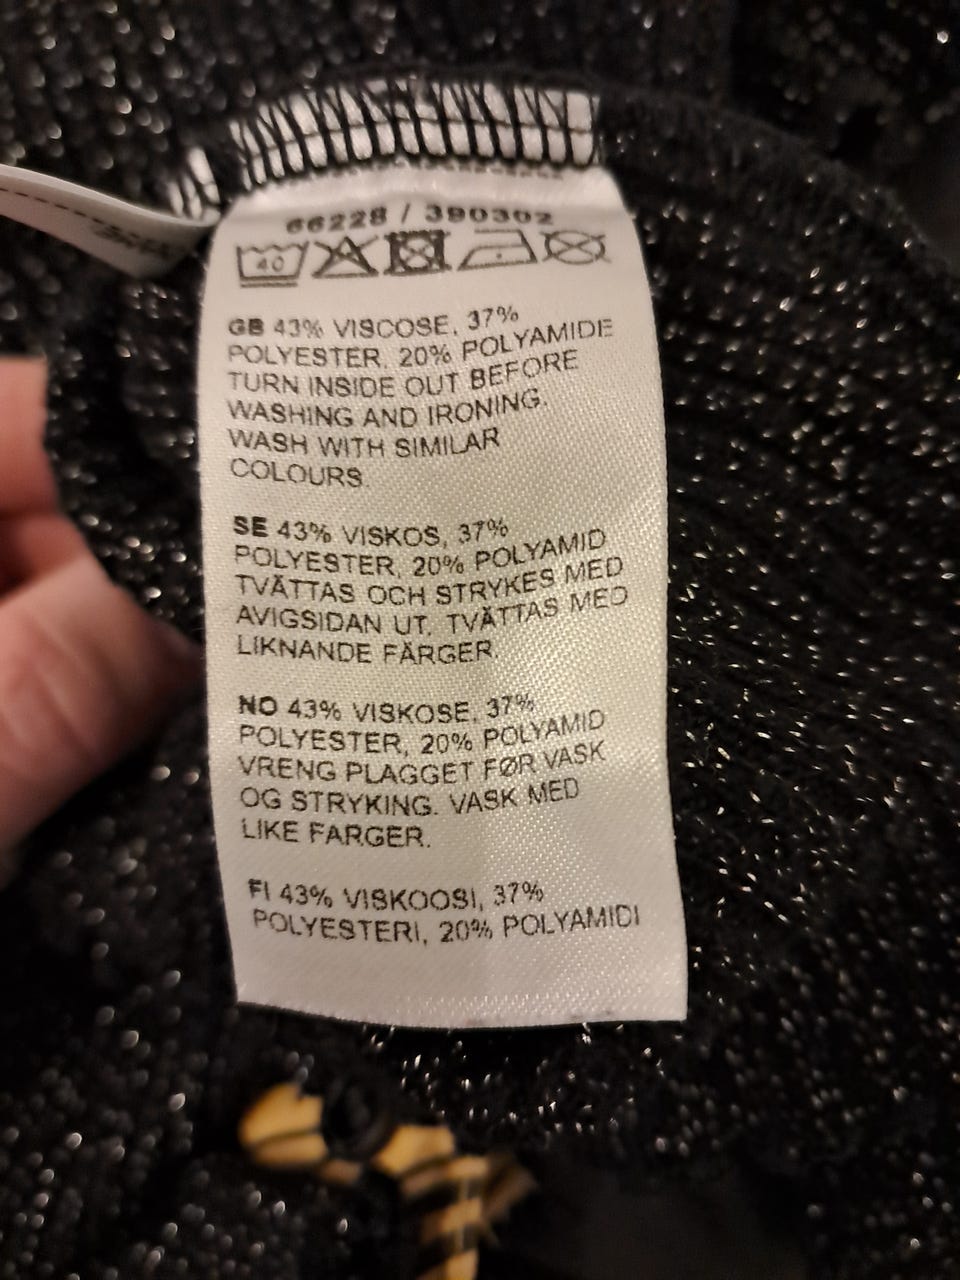 66228 / 390302
40
GB 43% VISCOSE, 37%
POLYESTER, 20% POLYAMIDE
TURN INSIDE OUT BEFORE
WASHING AND IRONING.
WASH WITH SIMILAR
COLOURS.
SE 43% VISKOS, 37%
POLYESTER, 20% POLYAMID
TVÄTTAS OCH STRYKES MED
AVIGSIDAN UT. TVÄTTAS MED
LIKNANDE FÄRGER.
NO 43% VISKOSE, 37%
POLYESTER, 20% POLYAMID
VRENG PLAGGET FØR VASK
OG STRYKING. VASK MED
LIKE FARGER.
FI 43% VISKOOSI, 37%
POLYESTERI, 20% POLYAMIDI